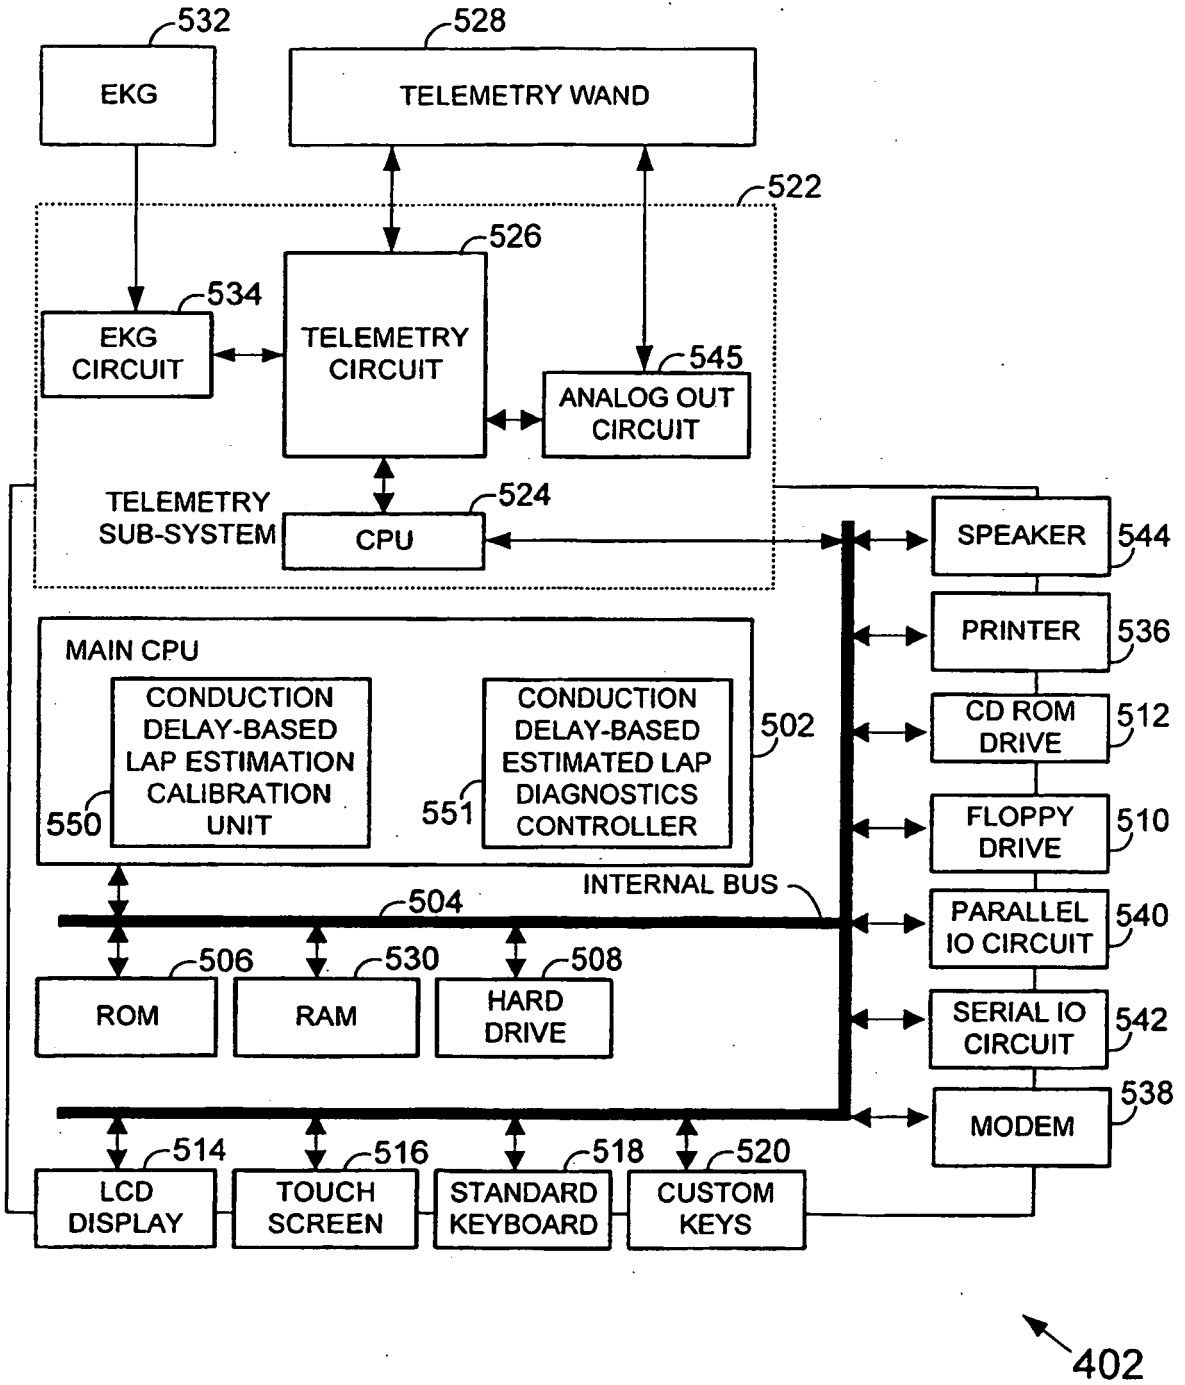 532
EKG
528
TELEMETRY WAND
522
526
TELEMETRY
CIRCUIT
534
EKG
CIRCUIT
545
ANALOG OUT
CIRCUIT
TELEMETRY
SUB-SYSTEM
524
CPU
SPEAKER
544
PRINTER
536
CD ROM
DRIVE
512
FLOPPY
DRIVE
510
PARALLEL
IO CIRCUIT
540
SERIAL IO
CIRCUIT
542
MODEM
538
MAIN CPU
502
CONDUCTION
DELAY-BASED
LAP ESTIMATION
CALIBRATION
UNIT
550
CONDUCTION
DELAY-BASED
ESTIMATED LAP
DIAGNOSTICS
CONTROLLER
551
INTERNAL BUS
504
506
ROM
530
RAM
508
HARD
DRIVE
514
LCD
DISPLAY
516
TOUCH
SCREEN
518
STANDARD
KEYBOARD
520
CUSTOM
KEYS
402